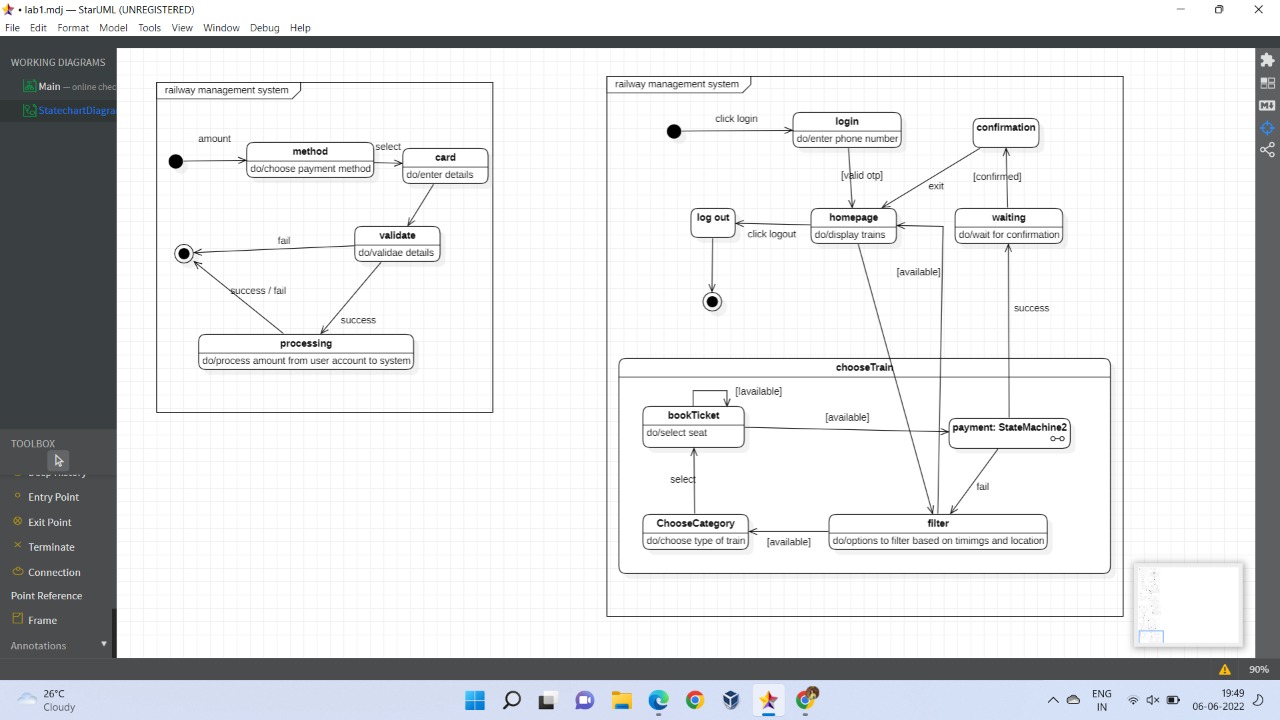 • lab1.mdj — StarUML (UNREGISTERED)
File Edit Format Model Tools View Window Debug Help
WORKING DIAGRAMS
Main — online chec
StatechartDiagra
railway management system
amount
method
do/choose payment method
select
card
do/enter details
validate
do/validae details
fail
success / fail
success
processing
do/process amount from user account to system
railway management system
click login
login
do/enter phone number
confirmation
[valid otp]
exit
[confirmed]
log out
click logout
homepage
do/display trains
waiting
do/wait for confirmation
[available]
success
chooseTrain
[!available]
bookTicket
do/select seat
[available]
payment: StateMachine2
select
fail
ChooseCategory
do/choose type of train
[available]
filter
do/options to filter based on timimgs and location
TOOLBOX
Deep History
Entry Point
Exit Point
Terminate
Connection
Point Reference
Frame
Annotations
90%
26°C
Cloudy
ENG
IN
19:49
06-06-2022